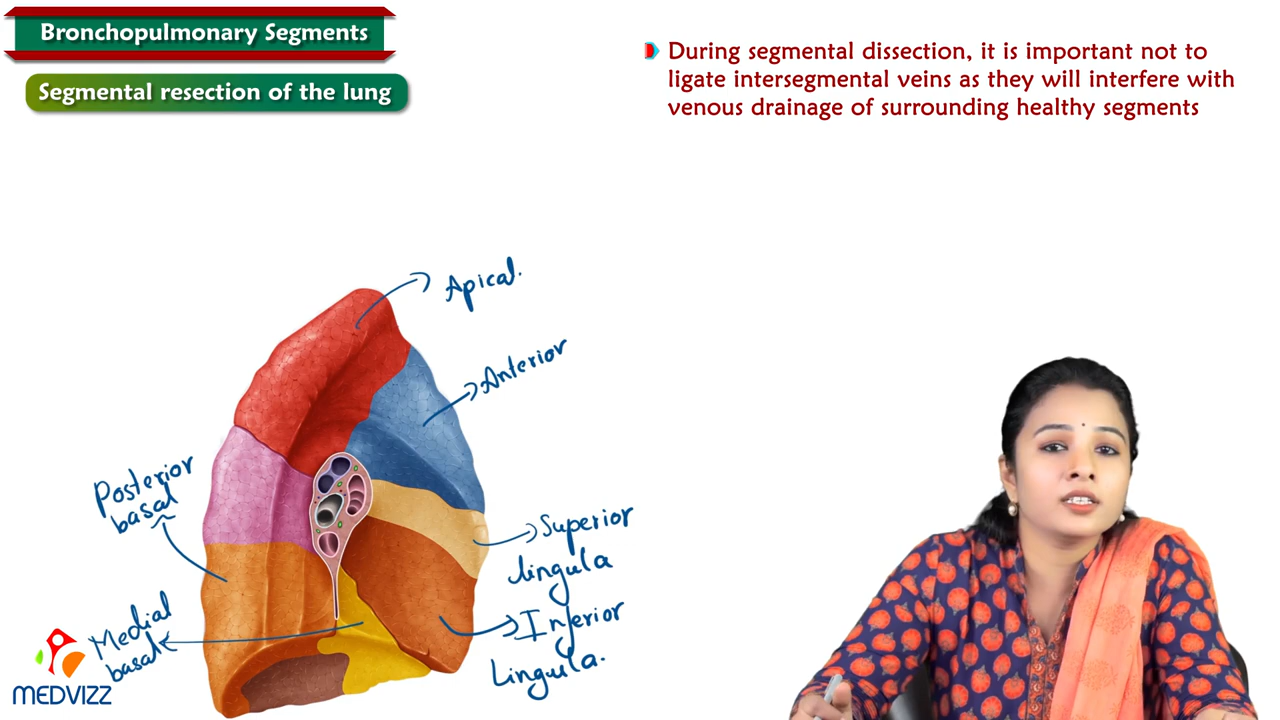 Bronchopulmonary Segments
Segmental resection of the lung
During segmental dissection, it is important not to
ligate intersegmental veins as they will interfere with
venous drainage of surrounding healthy segments
Apical.
Anterior
Posterior
basal
Superior
lingula
Medial
basal
Inferior
Lingula.
MEDVIZZ